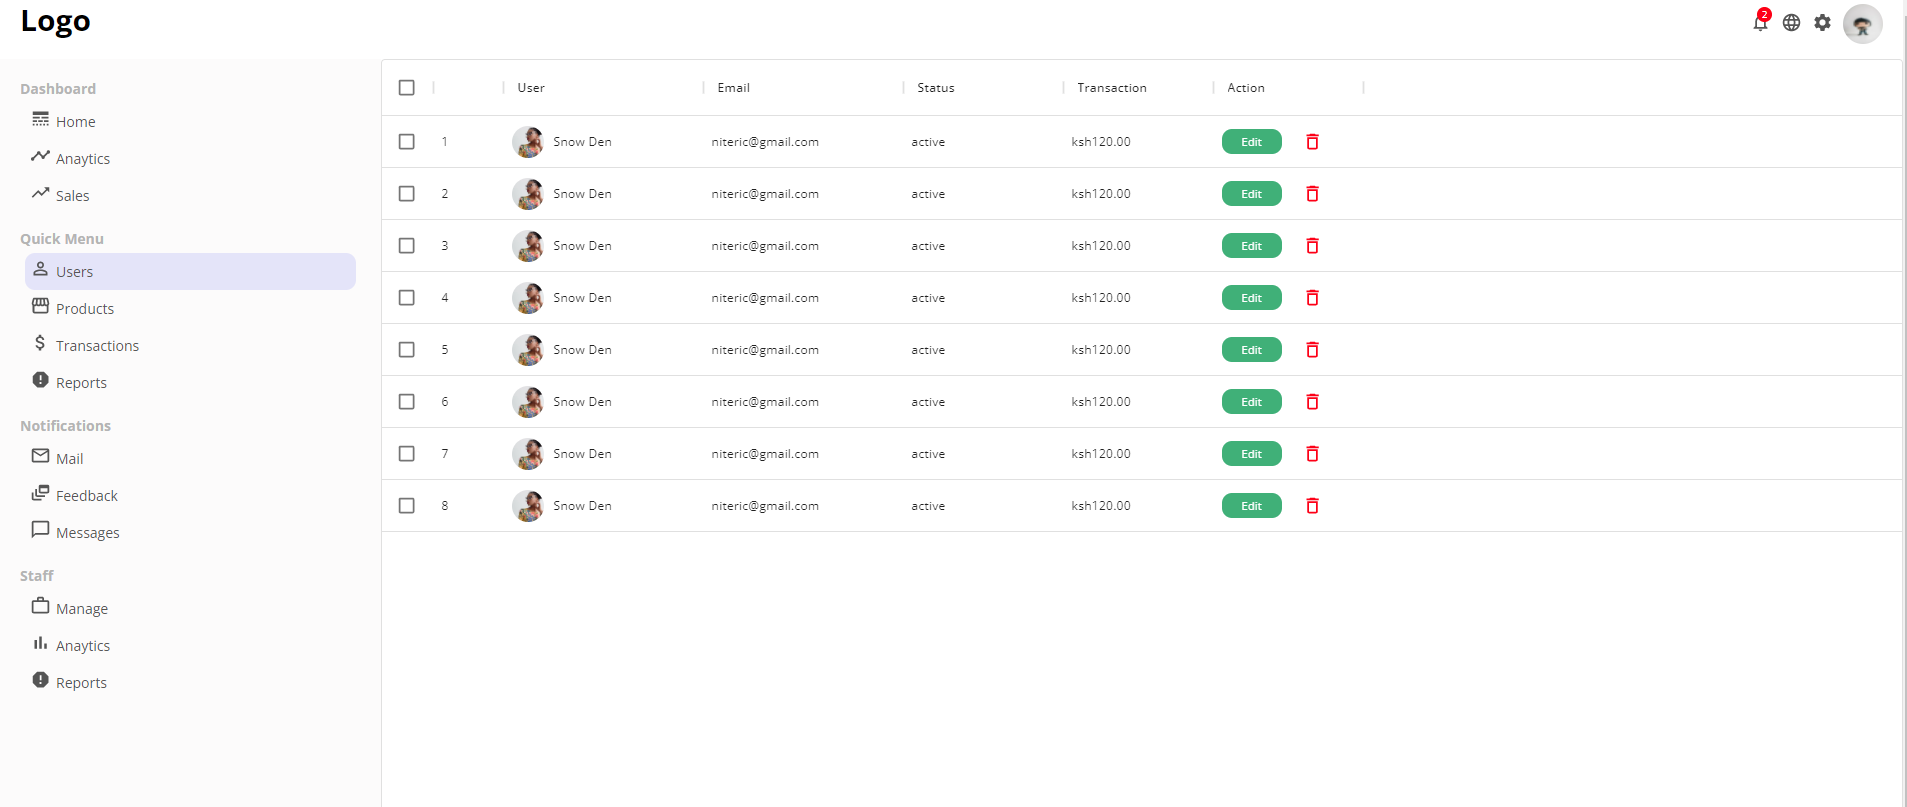 Logo
2
Dashboard
Home
Anaytics
Sales
Quick Menu
Users
Products
Transactions
Reports
Notifications
Mail
Feedback
Messages
Staff
Manage
Anaytics
Reports
User Email Status Transaction Action
1 Snow Den niteric@gmail.com active ksh120.00 Edit
2 Snow Den niteric@gmail.com active ksh120.00 Edit
3 Snow Den niteric@gmail.com active ksh120.00 Edit
4 Snow Den niteric@gmail.com active ksh120.00 Edit
5 Snow Den niteric@gmail.com active ksh120.00 Edit
6 Snow Den niteric@gmail.com active ksh120.00 Edit
7 Snow Den niteric@gmail.com active ksh120.00 Edit
8 Snow Den niteric@gmail.com active ksh120.00 Edit